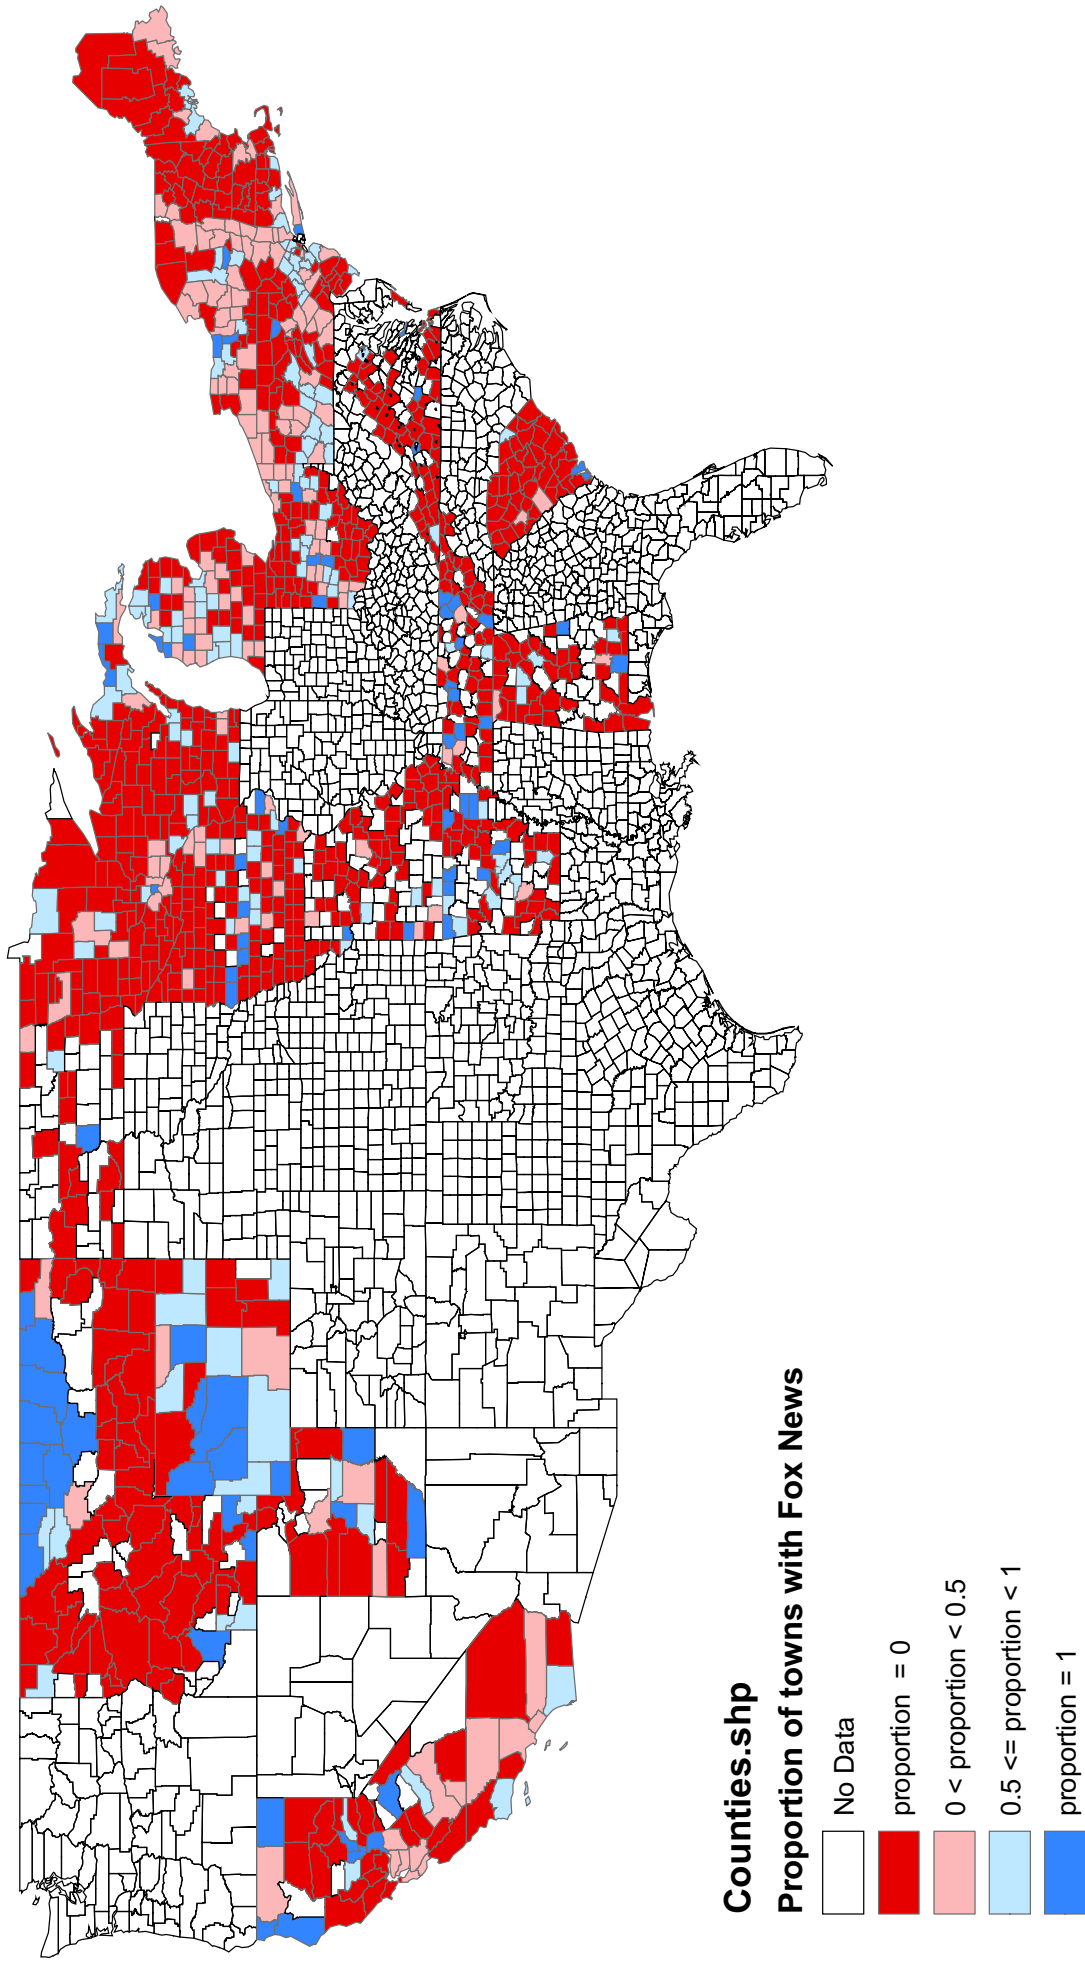 Counties.shp
Proportion of towns with Fox News
No Data
proportion = 0
0 < proportion < 0.5
0.5 <= proportion < 1
proportion = 1